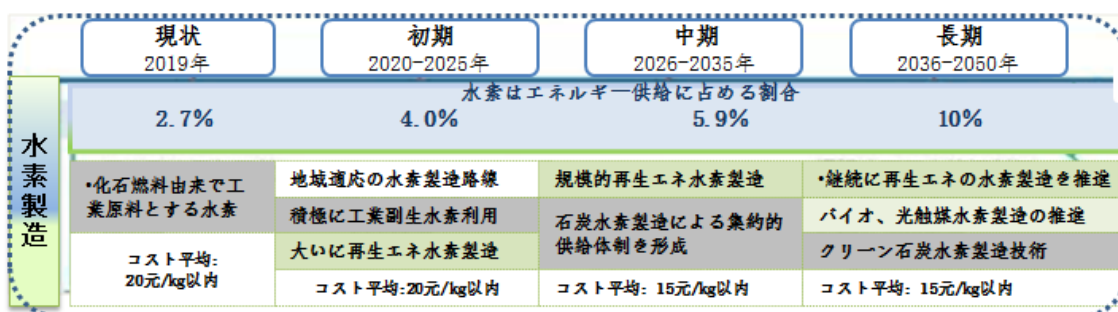 現状
2019年
初期
2020-2025年
中期
2026-2035年
長期
2036-2050年
水素はエネルギー供給に占める割合
2.7%
4.0%
5.9%
10%
水素製造
•化石燃料由来で工
業原料とする水素
コスト平均:
20元/kg以内
地域適応の水素製造路線
積極に工業副生水素利用
大いに再生エネ水素製造
コスト平均:20元/kg以内
規模的再生エネ水素製造
石炭水素製造による集約的
供給体制を形成
コスト平均: 15元/kg以内
•継続に再生エネの水素製造を推進
バイオ、光触媒水素製造の推進
クリーン石炭水素製造技術
コスト平均: 15元/kg以内